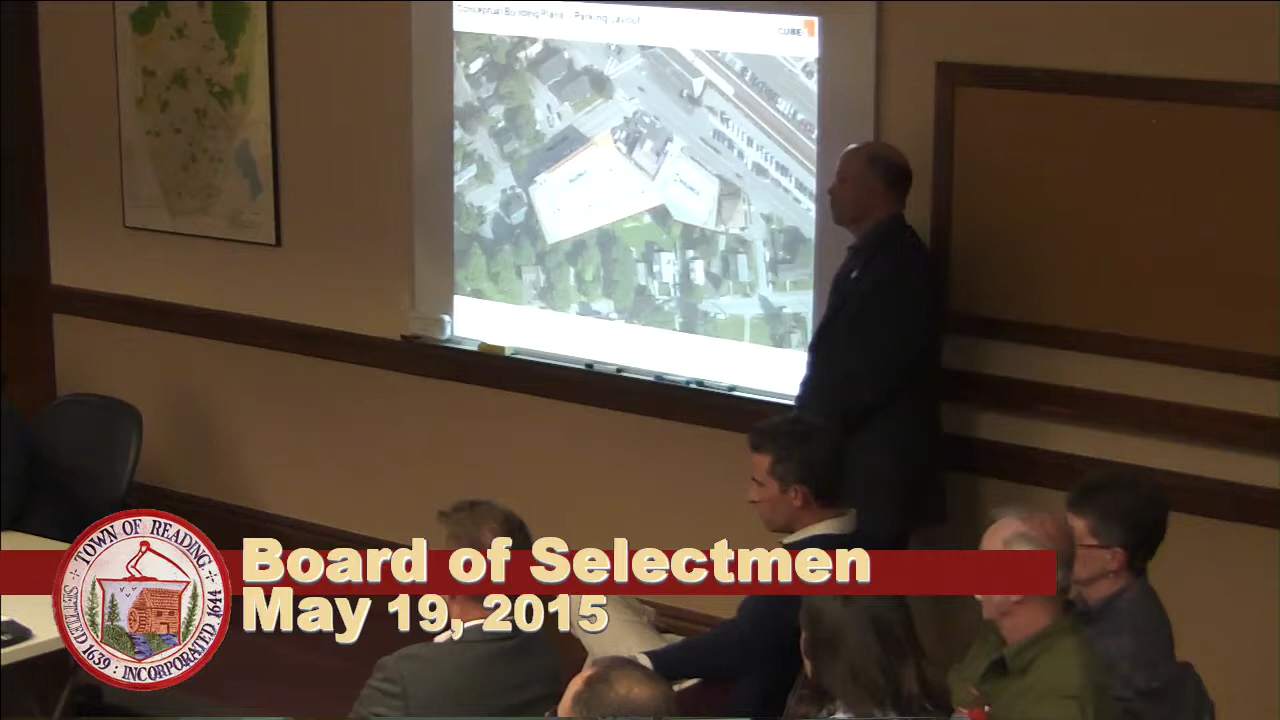 Conceptual Building Plans - Parking Layout
CUBE
TOWN OF READING
SETTLED 1639 : INCORPORATED 1644
Board of Selectmen
May 19, 2015